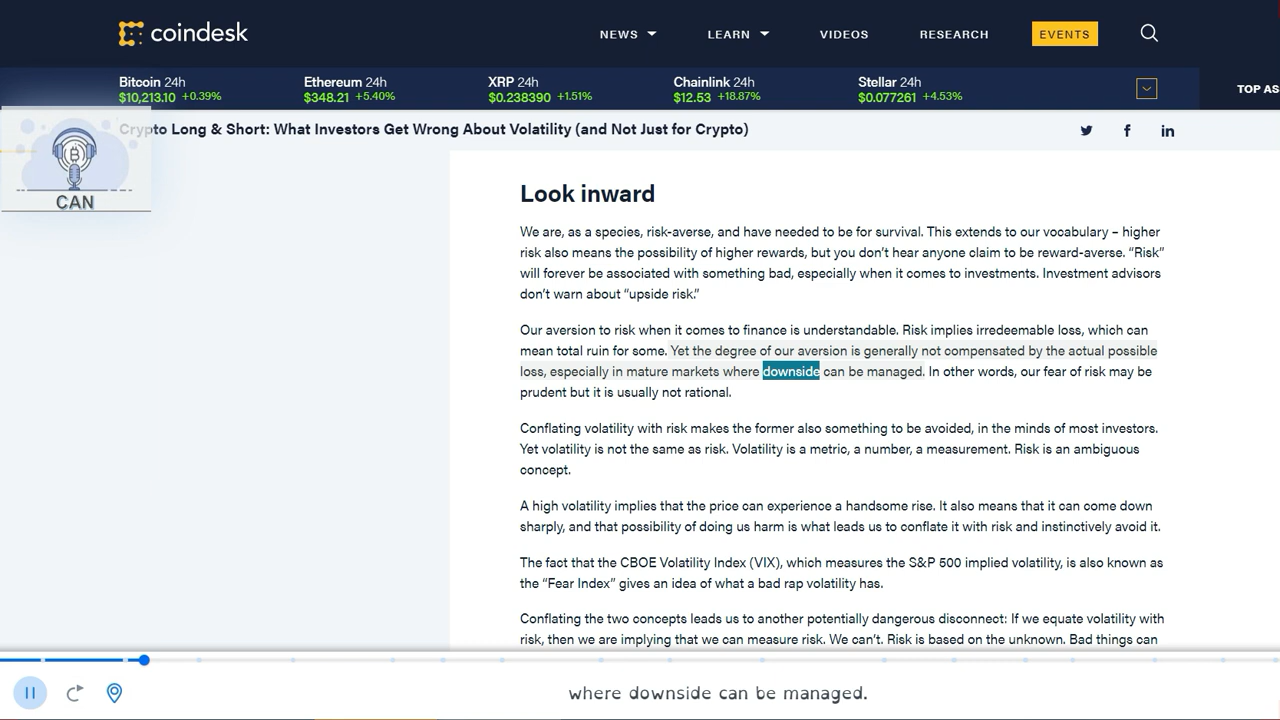 coindesk
NEWS
LEARN
VIDEOS
RESEARCH
EVENTS
Bitcoin 24h
$10,213.10 +0.39%
Ethereum 24h
$348.21 +5.40%
XRP 24h
$0.238390 +1.51%
Chainlink 24h
$12.53 +18.87%
Stellar 24h
$0.077261 +4.53%
TOP AS
Crypto Long & Short: What Investors Get Wrong About Volatility (and Not Just for Crypto)
CAN
Look inward
We are, as a species, risk-averse, and have needed to be for survival. This extends to our vocabulary – higher
risk also means the possibility of higher rewards, but you don’t hear anyone claim to be reward-averse. “Risk”
will forever be associated with something bad, especially when it comes to investments. Investment advisors
don’t warn about “upside risk.”
Our aversion to risk when it comes to finance is understandable. Risk implies irredeemable loss, which can
mean total ruin for some. Yet the degree of our aversion is generally not compensated by the actual possible
loss, especially in mature markets where downside can be managed. In other words, our fear of risk may be
prudent but it is usually not rational.
Conflating volatility with risk makes the former also something to be avoided, in the minds of most investors.
Yet volatility is not the same as risk. Volatility is a metric, a number, a measurement. Risk is an ambiguous
concept.
A high volatility implies that the price can experience a handsome rise. It also means that it can come down
sharply, and that possibility of doing us harm is what leads us to conflate it with risk and instinctively avoid it.
The fact that the CBOE Volatility Index (VIX), which measures the S&P 500 implied volatility, is also known as
the “Fear Index” gives an idea of what a bad rap volatility has.
Conflating the two concepts leads us to another potentially dangerous disconnect: If we equate volatility with
risk, then we are implying that we can measure risk. We can’t. Risk is based on the unknown. Bad things can
where downside can be managed.